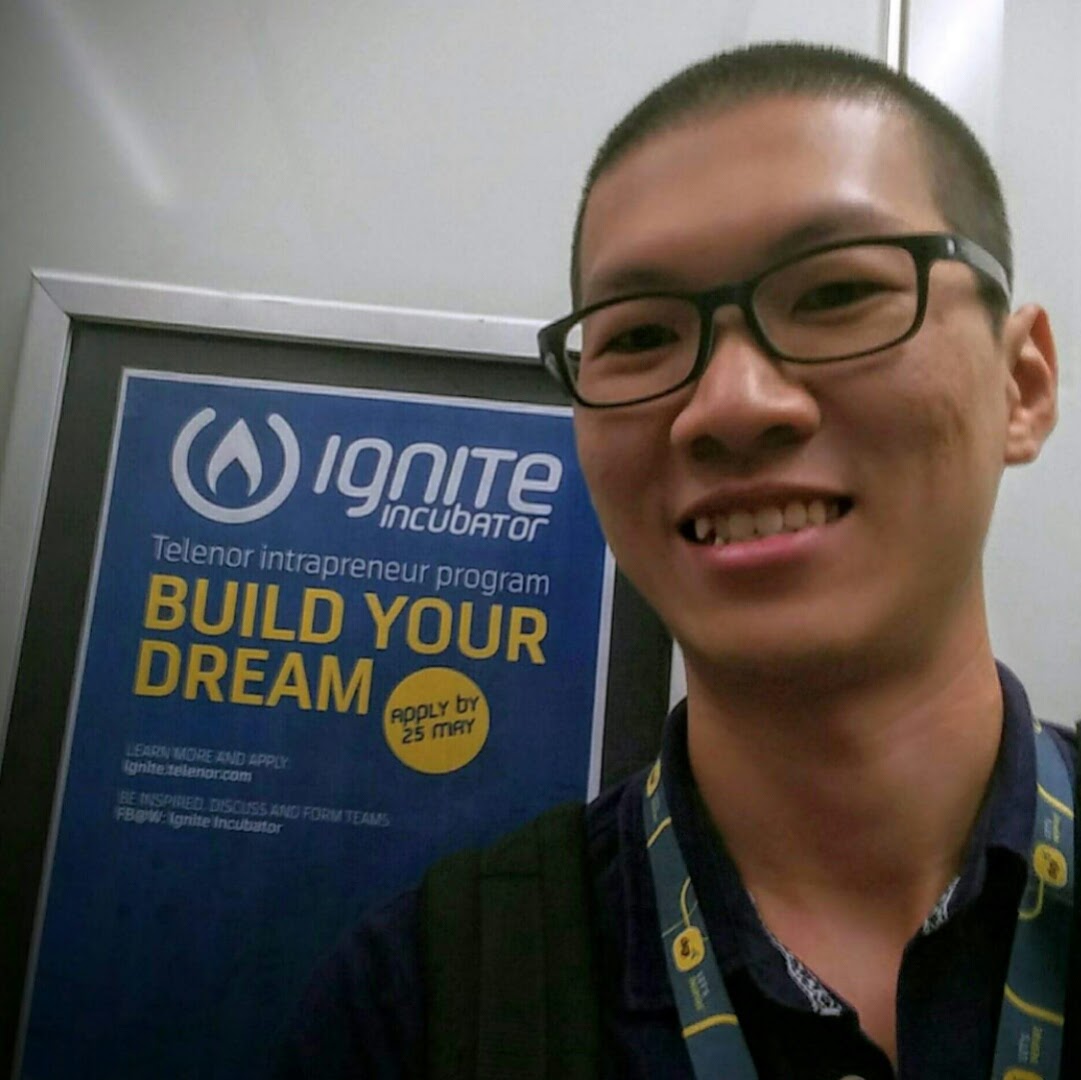 IGNITE
INCUBATOR
Telenor intrapreneur program
BUILD YOUR
DREAM
APPLY BY
25 MAY
LEARN MORE AND APPLY:
ignite.telenor.com
BE INSPIRED, DISCUSS AND FORM TEAMS:
FB@W: Ignite Incubator